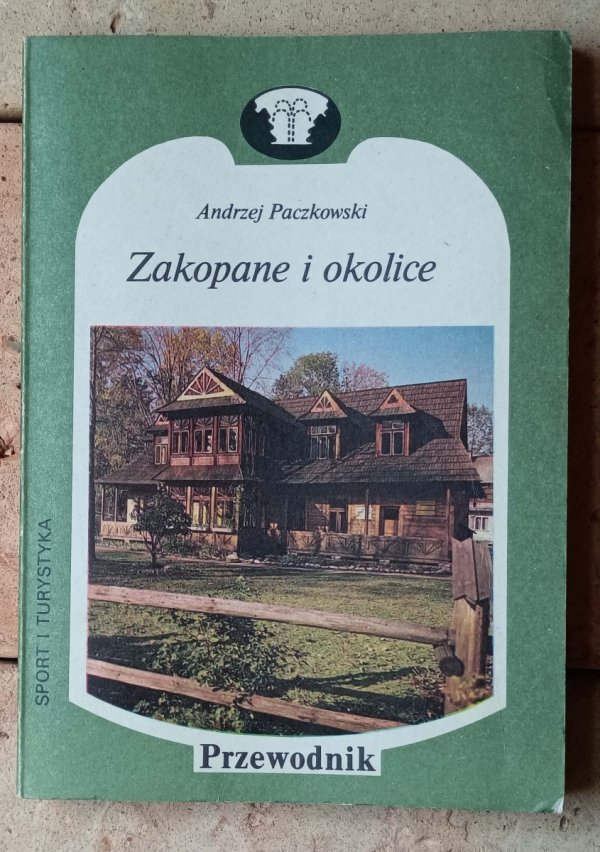 Andrzej Paczkowski
Zakopane i okolice
SPORT I TURYSTYKA
Przewodnik